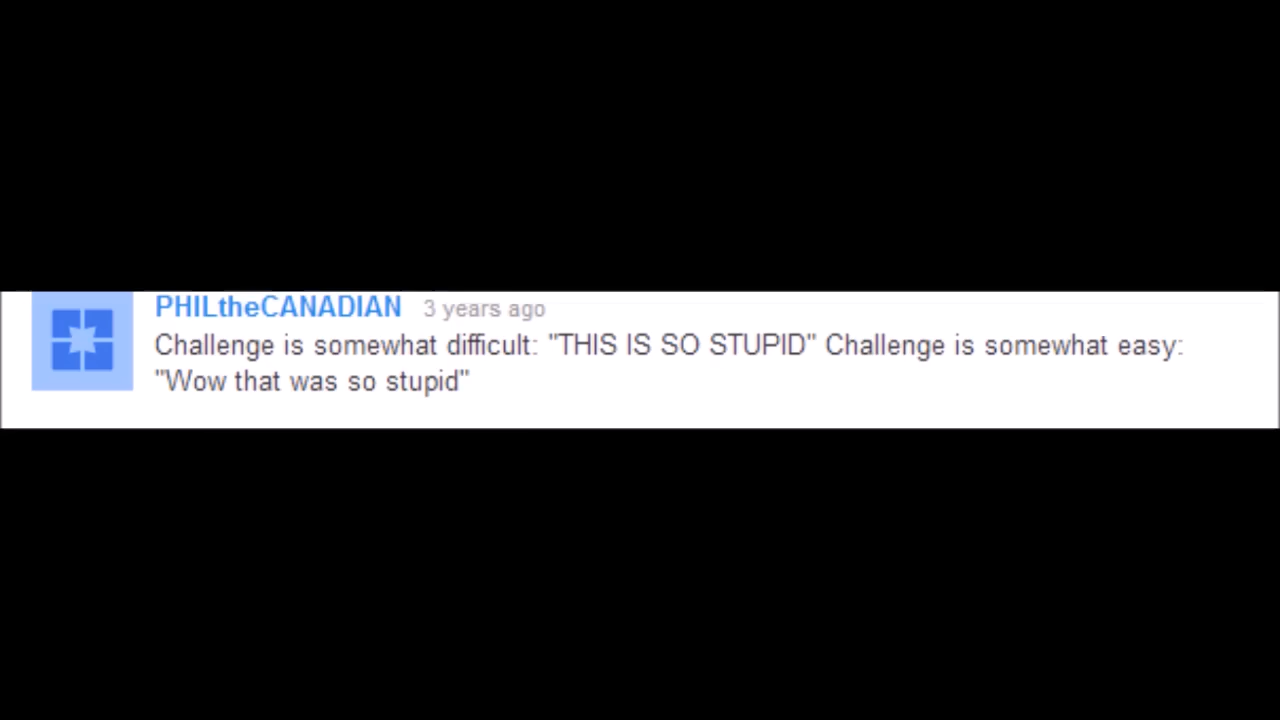 PHILtheCANADIAN 3 years ago
Challenge is somewhat difficult: "THIS IS SO STUPID" Challenge is somewhat easy:
"Wow that was so stupid"